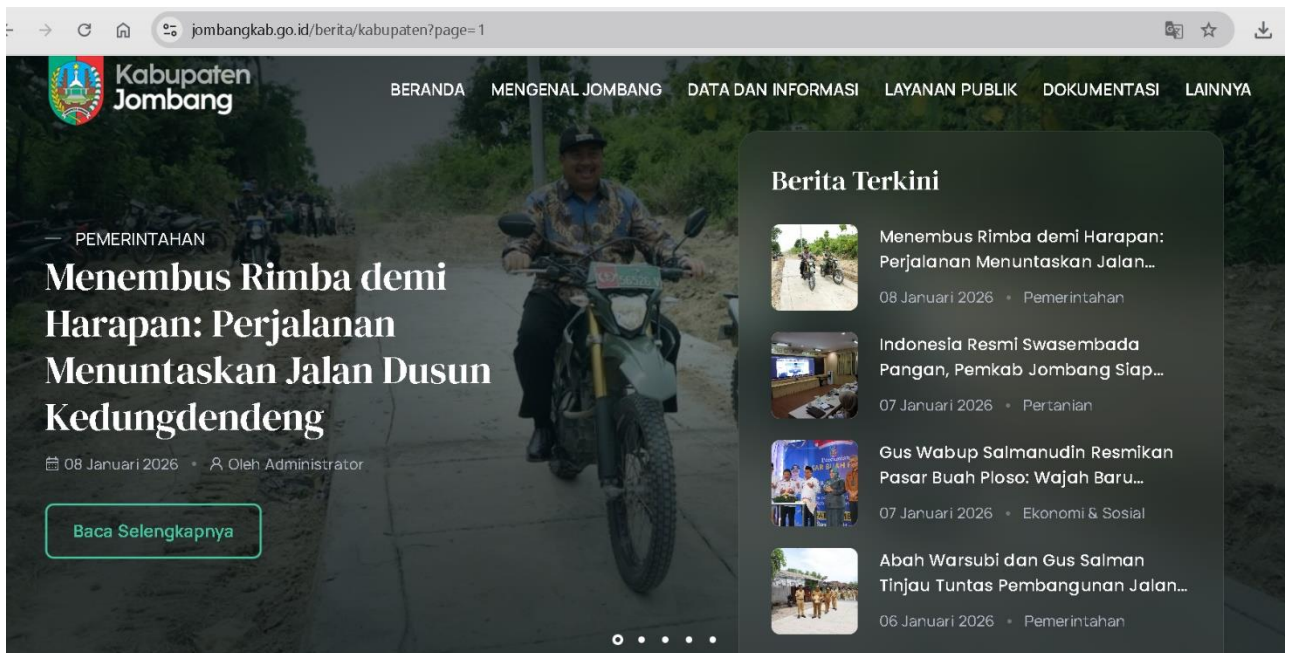 jombangkab.go.id/berita/kabupaten?page=1
Kabupaten
Jombang
BERANDA MENGENAL JOMBANG DATA DAN INFORMASI LAYANAN PUBLIK DOKUMENTASI LAINNYA
PEMERINTAHAN
Menembus Rimba demi
Harapan: Perjalanan
Menuntaskan Jalan Dusun
Kedungdendeng
08 Januari 2026 • Oleh Administrator
Baca Selengkapnya
Berita Terkini
Menembus Rimba demi Harapan:
Perjalanan Menuntaskan Jalan...
08 Januari 2026 • Pemerintahan
Indonesia Resmi Swasembada
Pangan, Pemkab Jombang Siap...
07 Januari 2026 • Pertanian
Gus Wabup Salmanudin Resmikan
Pasar Buah Ploso: Wajah Baru...
07 Januari 2026 • Ekonomi & Sosial
Abah Warsubi dan Gus Salman
Tinjau Tuntas Pembangunan Jalan...
06 Januari 2026 • Pemerintahan